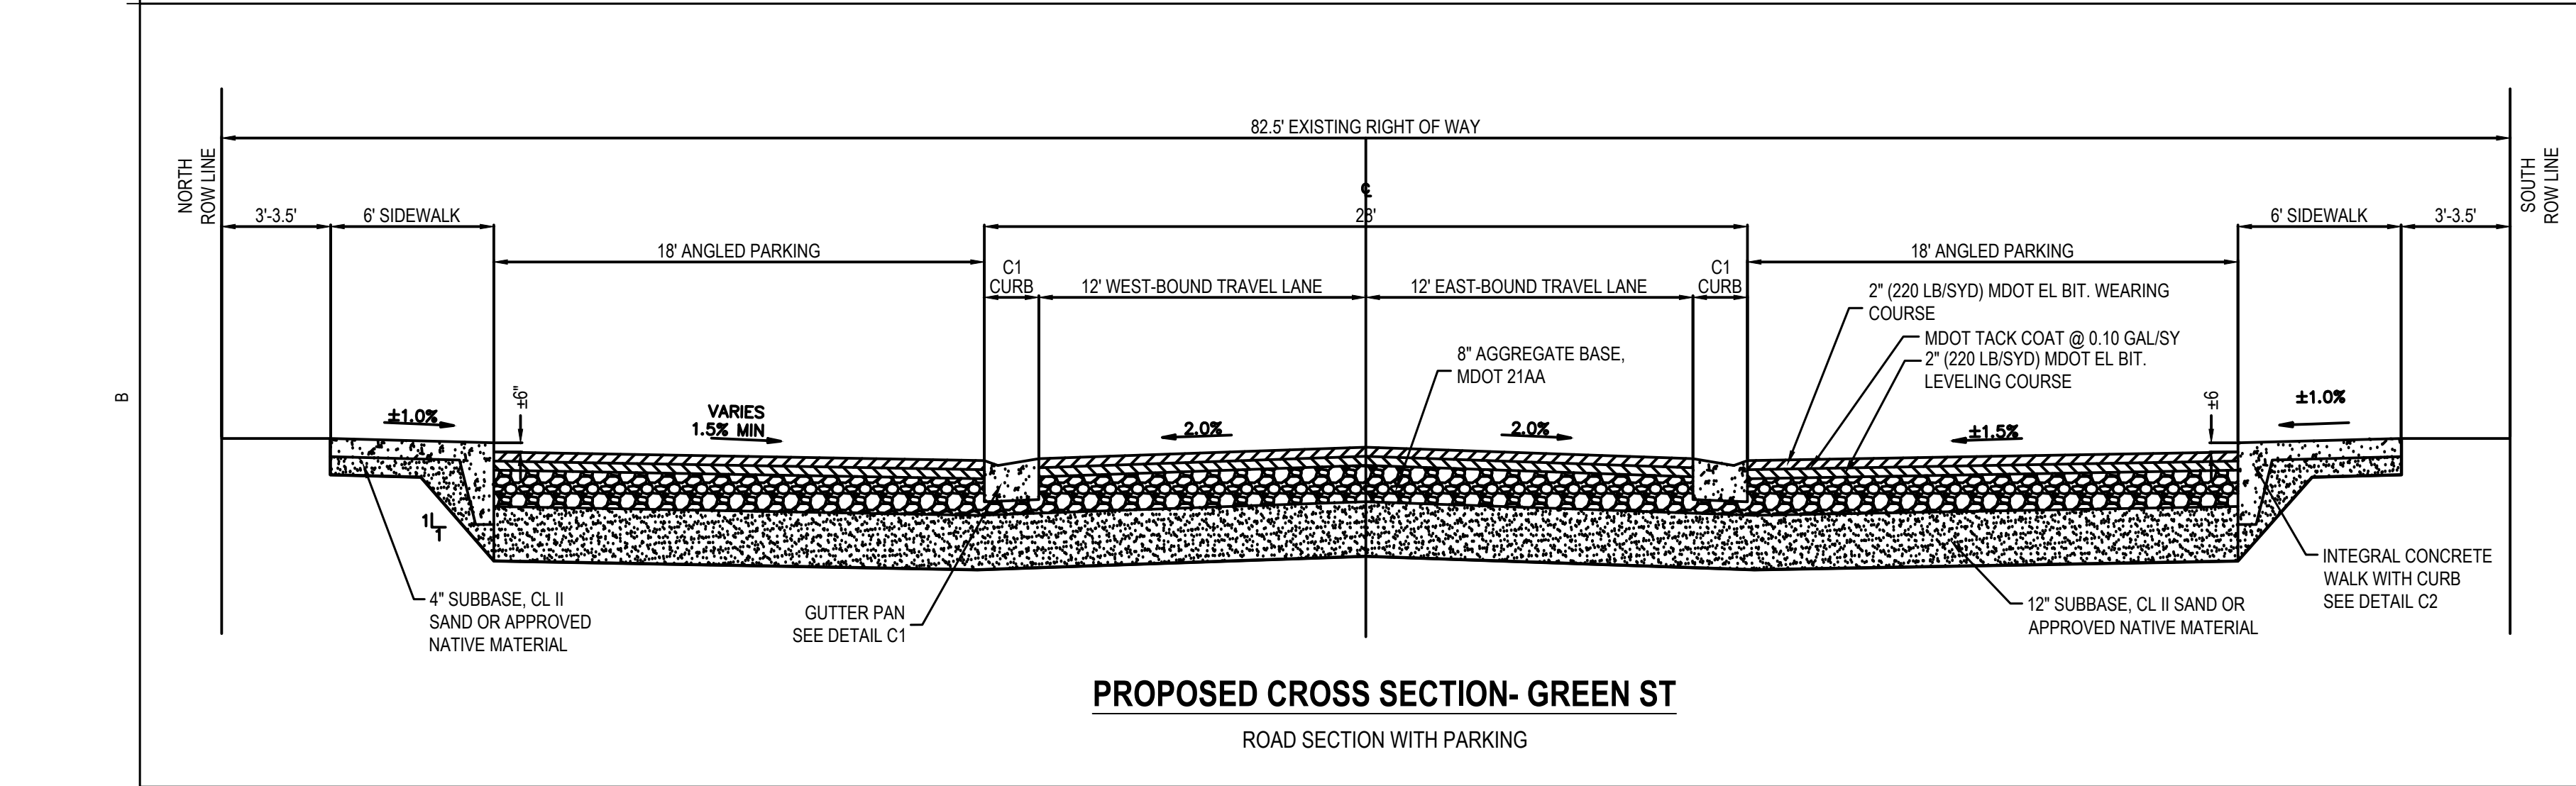 82.5' EXISTING RIGHT OF WAY
NORTH
ROW LINE
SOUTH
ROW LINE
℄
3'-3.5'
6' SIDEWALK
28'
6' SIDEWALK
3'-3.5'
18' ANGLED PARKING
18' ANGLED PARKING
C1
CURB
12' WEST-BOUND TRAVEL LANE
12' EAST-BOUND TRAVEL LANE
C1
CURB
2" (220 LB/SYD) MDOT EL BIT. WEARING
COURSE
MDOT TACK COAT @ 0.10 GAL/SY
2" (220 LB/SYD) MDOT EL BIT.
LEVELING COURSE
8" AGGREGATE BASE,
MDOT 21AA
B
±1.0%
±6"
VARIES
1.5% MIN
2.0%
2.0%
±1.5%
±6
±1.0%
1
1
4" SUBBASE, CL II
SAND OR APPROVED
NATIVE MATERIAL
GUTTER PAN
SEE DETAIL C1
12" SUBBASE, CL II SAND OR
APPROVED NATIVE MATERIAL
INTEGRAL CONCRETE
WALK WITH CURB
SEE DETAIL C2
PROPOSED CROSS SECTION- GREEN ST
ROAD SECTION WITH PARKING